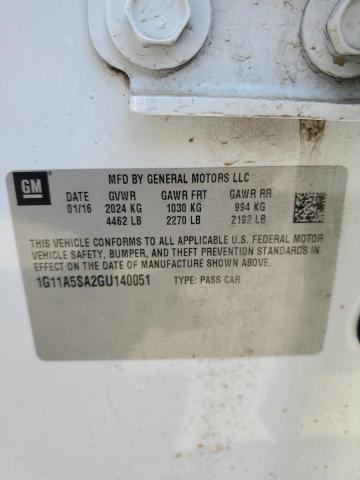 GM
MFD BY GENERAL MOTORS LLC
DATE GVWR GAWR FRT GAWR RR
01/16 2024 KG 1030 KG 994 KG
4462 LB 2270 LB 2192 LB
THIS VEHICLE CONFORMS TO ALL APPLICABLE U.S. FEDERAL MOTOR
VEHICLE SAFETY, BUMPER, AND THEFT PREVENTION STANDARDS IN
EFFECT ON THE DATE OF MANUFACTURE SHOWN ABOVE.
1G11A5SA2GU140051 TYPE: PASS CAR